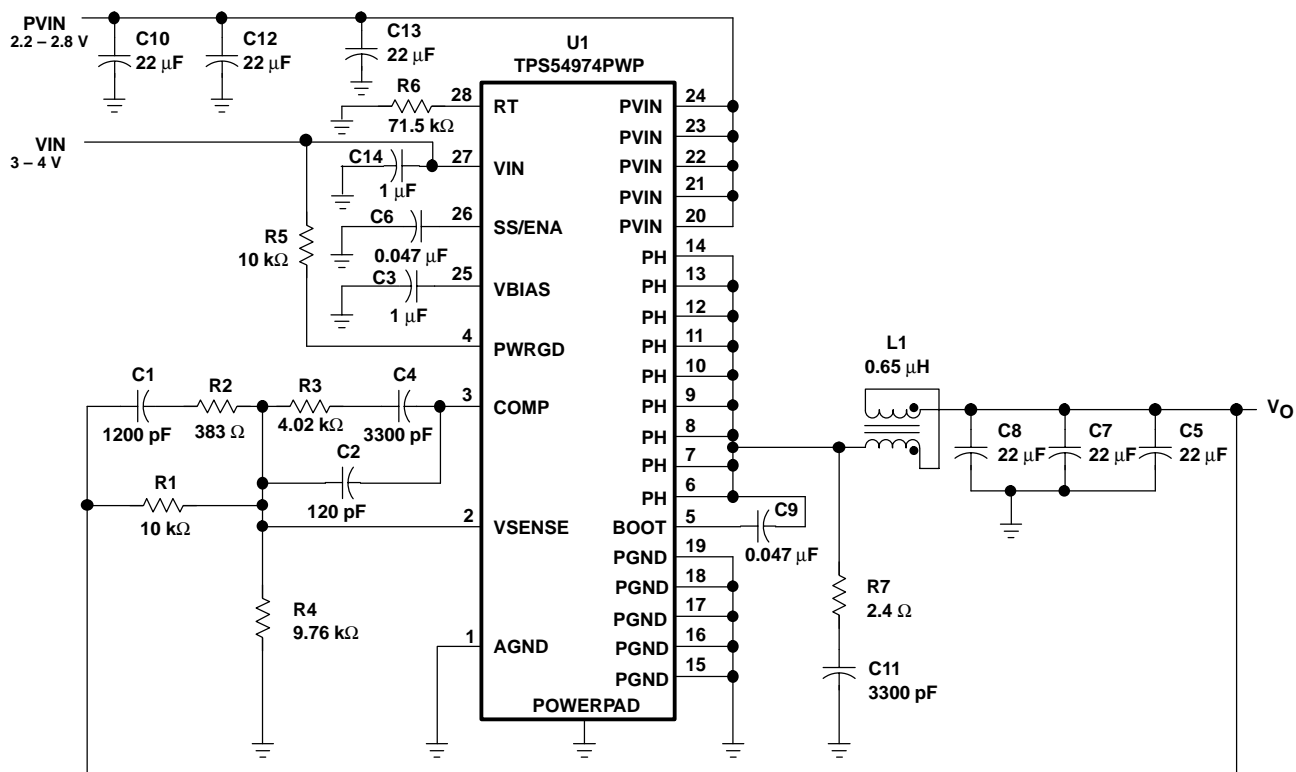 PVIN
2.2 – 2.8 V
C10
22 μF
C12
22 μF
C13
22 μF
U1
TPS54974PWP
R6
71.5 kΩ
28
RT
PVIN
24
PVIN
23
VIN
3 – 4 V
C14
1 μF
27
VIN
PVIN
22
PVIN
21
C6
0.047 μF
26
SS/ENA
PVIN
20
R5
10 kΩ
PH
14
C3
1 μF
25
VBIAS
PH
13
PH
12
4
PWRGD
PH
11
PH
10
L1
0.65 μH
C1
1200 pF
R2
383 Ω
R3
4.02 kΩ
C4
3300 pF
3
COMP
PH
9
PH
8
VO
C8
22 μF
C7
22 μF
C5
22 μF
C2
120 pF
PH
7
PH
6
R1
10 kΩ
2
VSENSE
BOOT
5
C9
0.047 μF
PGND
19
PGND
18
R7
2.4 Ω
R4
9.76 kΩ
PGND
17
1
AGND
PGND
16
PGND
15
C11
3300 pF
POWERPAD